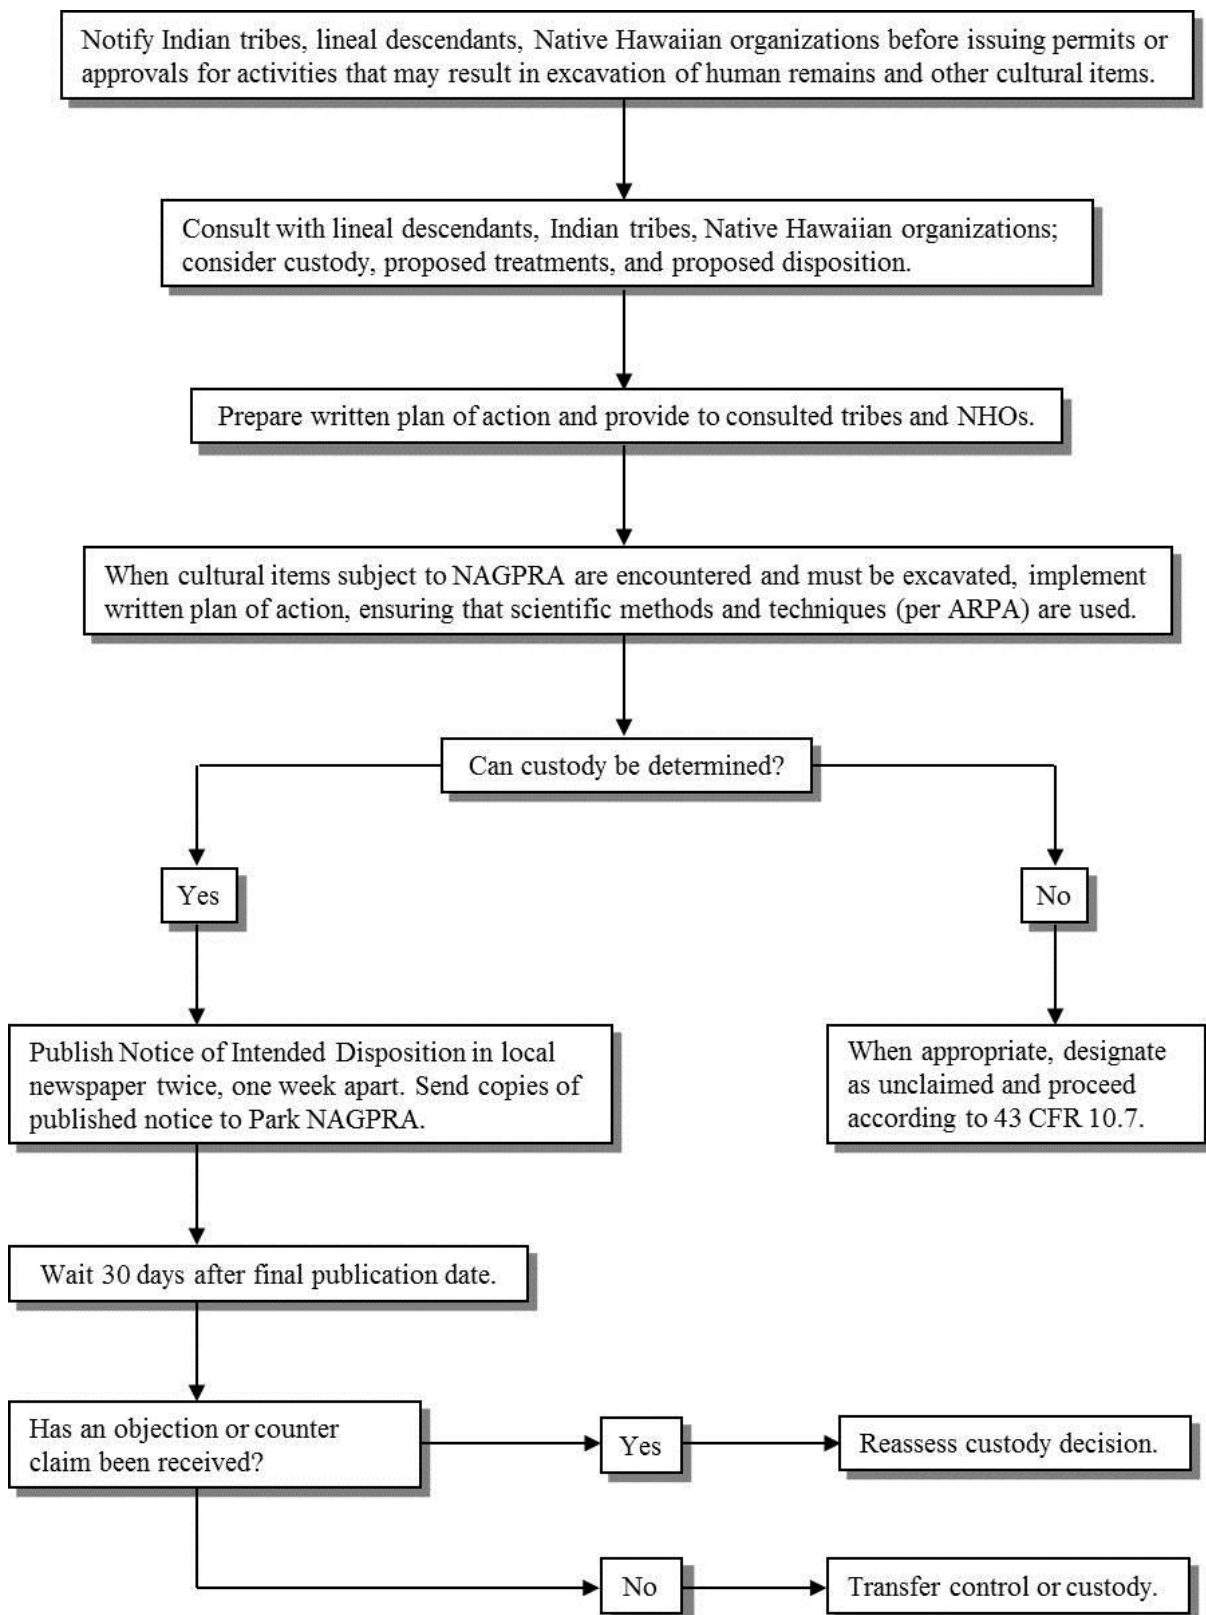 Notify Indian tribes, lineal descendants, Native Hawaiian organizations before issuing permits or
approvals for activities that may result in excavation of human remains and other cultural items.
Consult with lineal descendants, Indian tribes, Native Hawaiian organizations;
consider custody, proposed treatments, and proposed disposition.
Prepare written plan of action and provide to consulted tribes and NHOs.
When cultural items subject to NAGPRA are encountered and must be excavated, implement
written plan of action, ensuring that scientific methods and techniques (per ARPA) are used.
Can custody be determined?
Yes
No
Publish Notice of Intended Disposition in local
newspaper twice, one week apart. Send copies of
published notice to Park NAGPRA.
When appropriate, designate
as unclaimed and proceed
according to 43 CFR 10.7.
Wait 30 days after final publication date.
Has an objection or counter
claim been received?
Yes
Reassess custody decision.
No
Transfer control or custody.